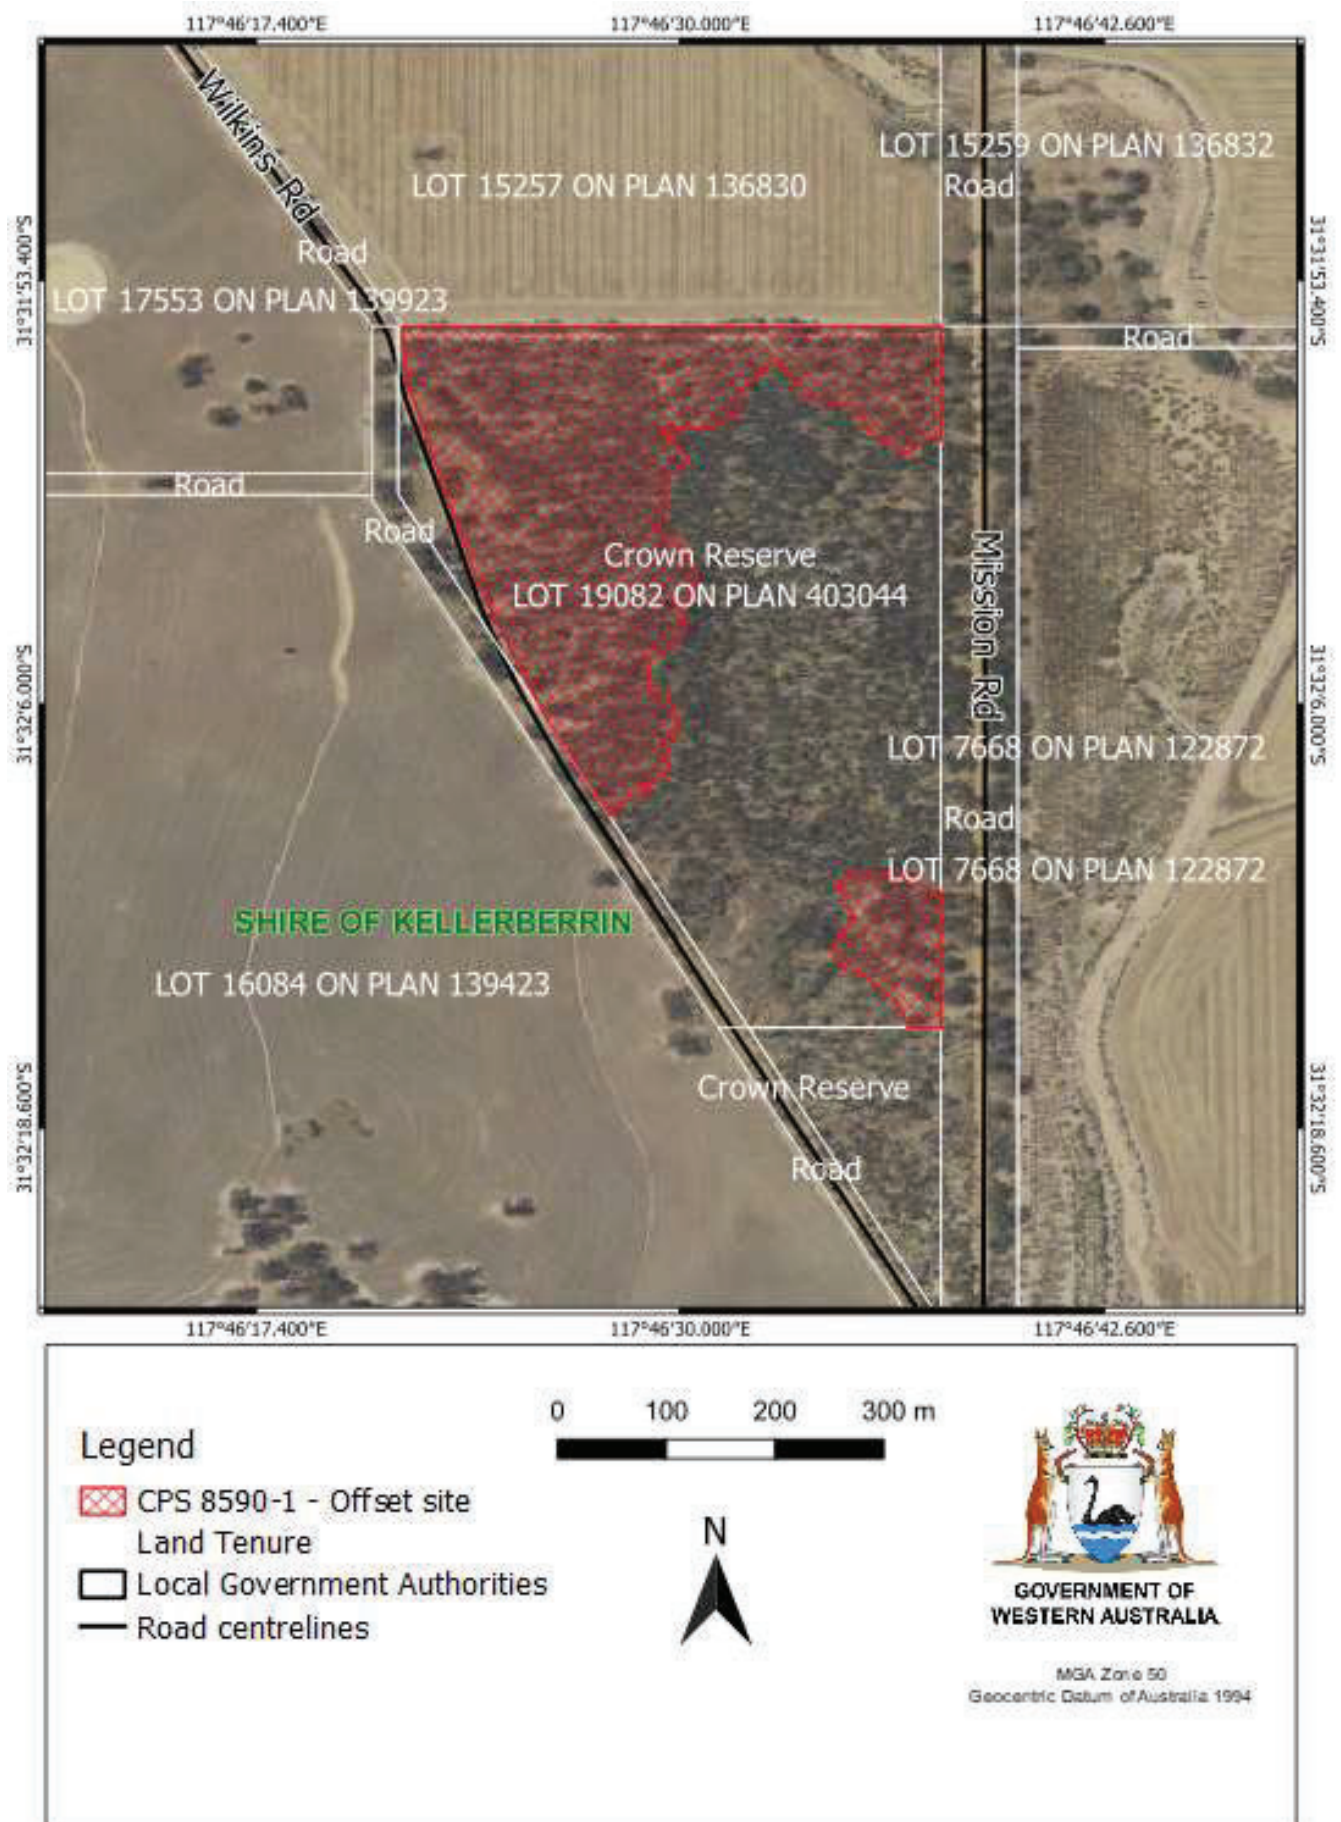 117°46'17.400"E 117°46'30.000"E 117°46'42.600"E
Wilkins Rd
LOT 15259 ON PLAN 136832
LOT 15257 ON PLAN 136830
Road
Road
31°31'53.400"S
31°31'53.400"S
LOT 17553 ON PLAN 139923
Road
Road
Road
Crown Reserve
LOT 19082 ON PLAN 403044
Mission Rd
31°32'6.000"S
31°32'6.000"S
LOT 7668 ON PLAN 122872
Road
LOT 7668 ON PLAN 122872
SHIRE OF KELLERBERRIN
LOT 16084 ON PLAN 139423
Crown Reserve
31°32'18.600"S
31°32'18.600"S
Road
117°46'17.400"E 117°46'30.000"E 117°46'42.600"E
0 100 200 300 m
Legend
CPS 8590-1 - Offset site
Land Tenure
Local Government Authorities
Road centrelines
N
GOVERNMENT OF
WESTERN AUSTRALIA
MGA Zone 50
Geocentric Datum of Australia 1994